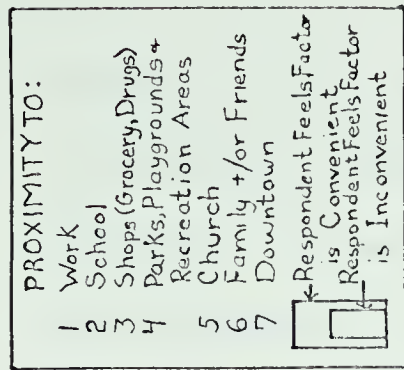 PROXIMITY TO:
1 Work
2 School
3 Shops (Grocery, Drugs)
4 Parks, Playgrounds +
Recreation Areas
5 Church
6 Family +/or Friends
7 Downtown
Respondent Feels Factor
is Convenient
Respondent Feels Factor
is Inconvenient